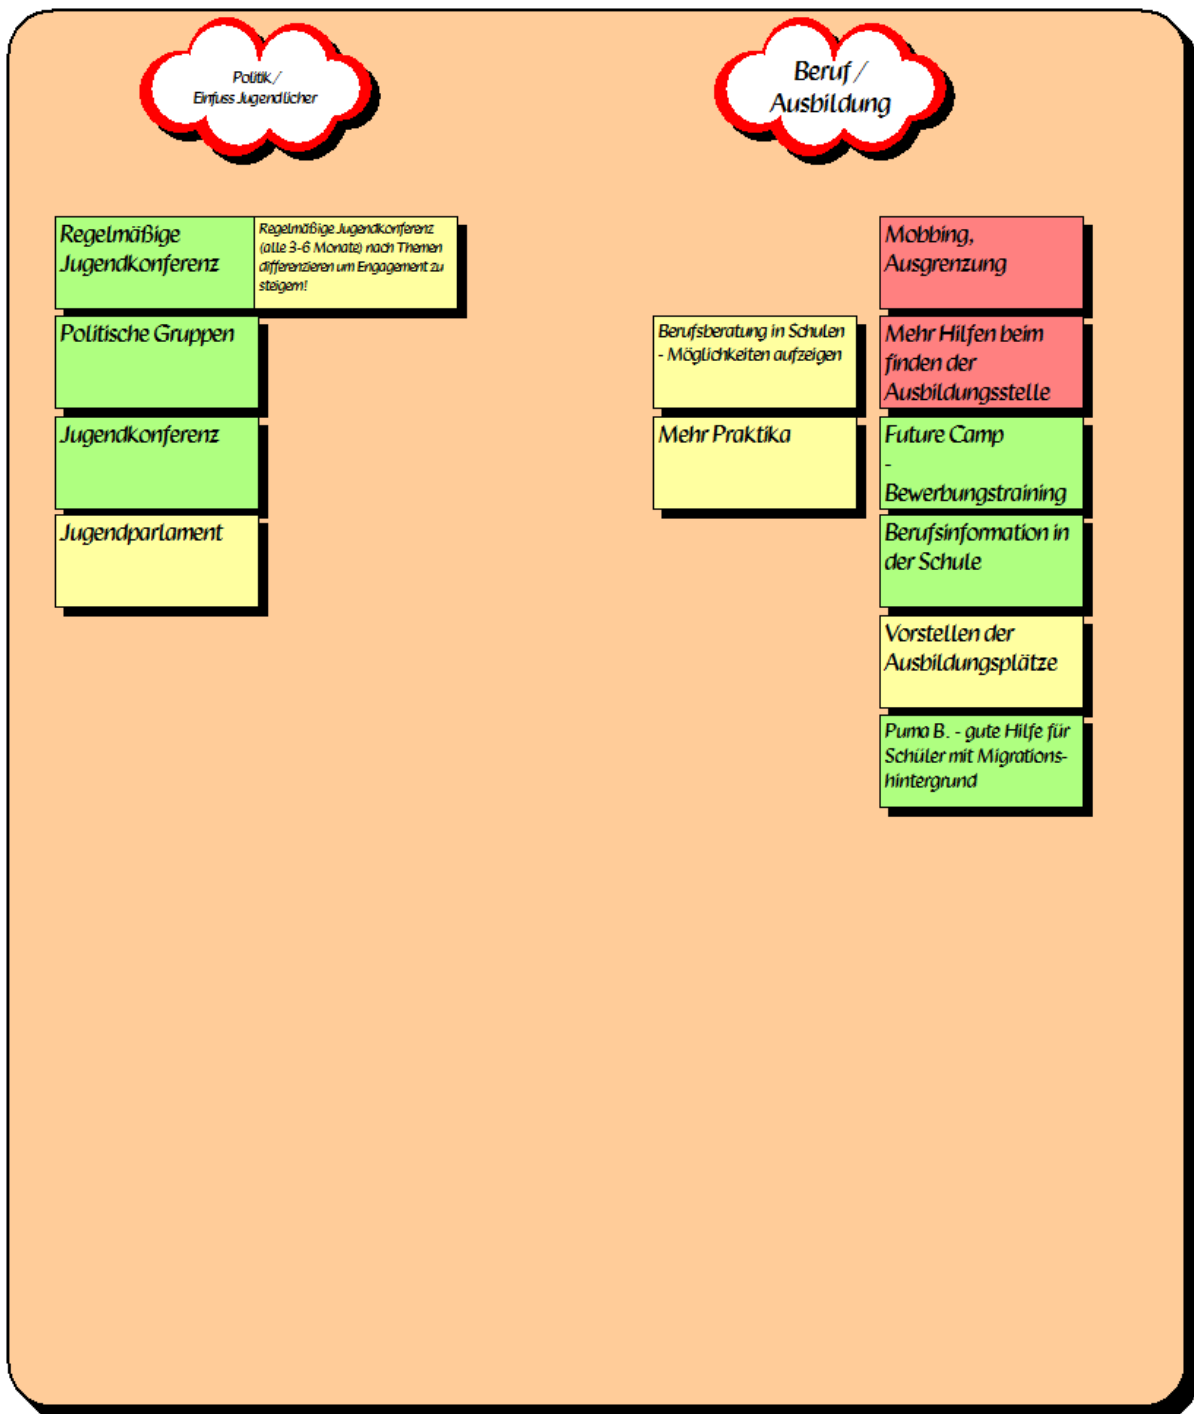 Politik /
Einfuss Jugendlicher
Beruf /
Ausbildung
Regelmäßige
Jugendkonferenz
Regelmäßige Jugendkonferenz
(alle 3-6 Monate) nach Themen
differenzieren um Engagement zu
steigern!
Politische Gruppen
Jugendkonferenz
Jugendparlament
Berufsberatung in Schulen
- Möglichkeiten aufzeigen
Mehr Praktika
Mobbing,
Ausgrenzung
Mehr Hilfen beim
finden der
Ausbildungsstelle
Future Camp
-
Bewerbungstraining
Berufsinformation in
der Schule
Vorstellen der
Ausbildungsplätze
Puma B. - gute Hilfe für
Schüler mit Migrations-
hintergrund